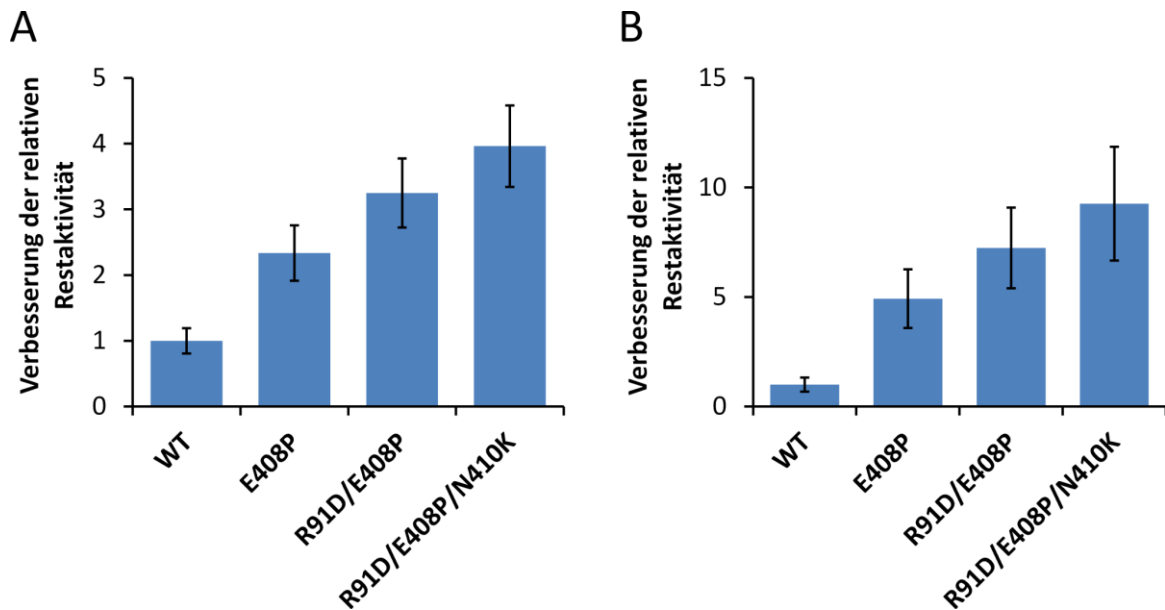 A
Verbesserung der relativen
Restaktivität
5
4
3
2
1
0
WT
E408P
R91D/E408P
R91D/E408P/N410K
B
Verbesserung der relativen
Restaktivität
15
10
5
0
WT
E408P
R91D/E408P
R91D/E408P/N410K